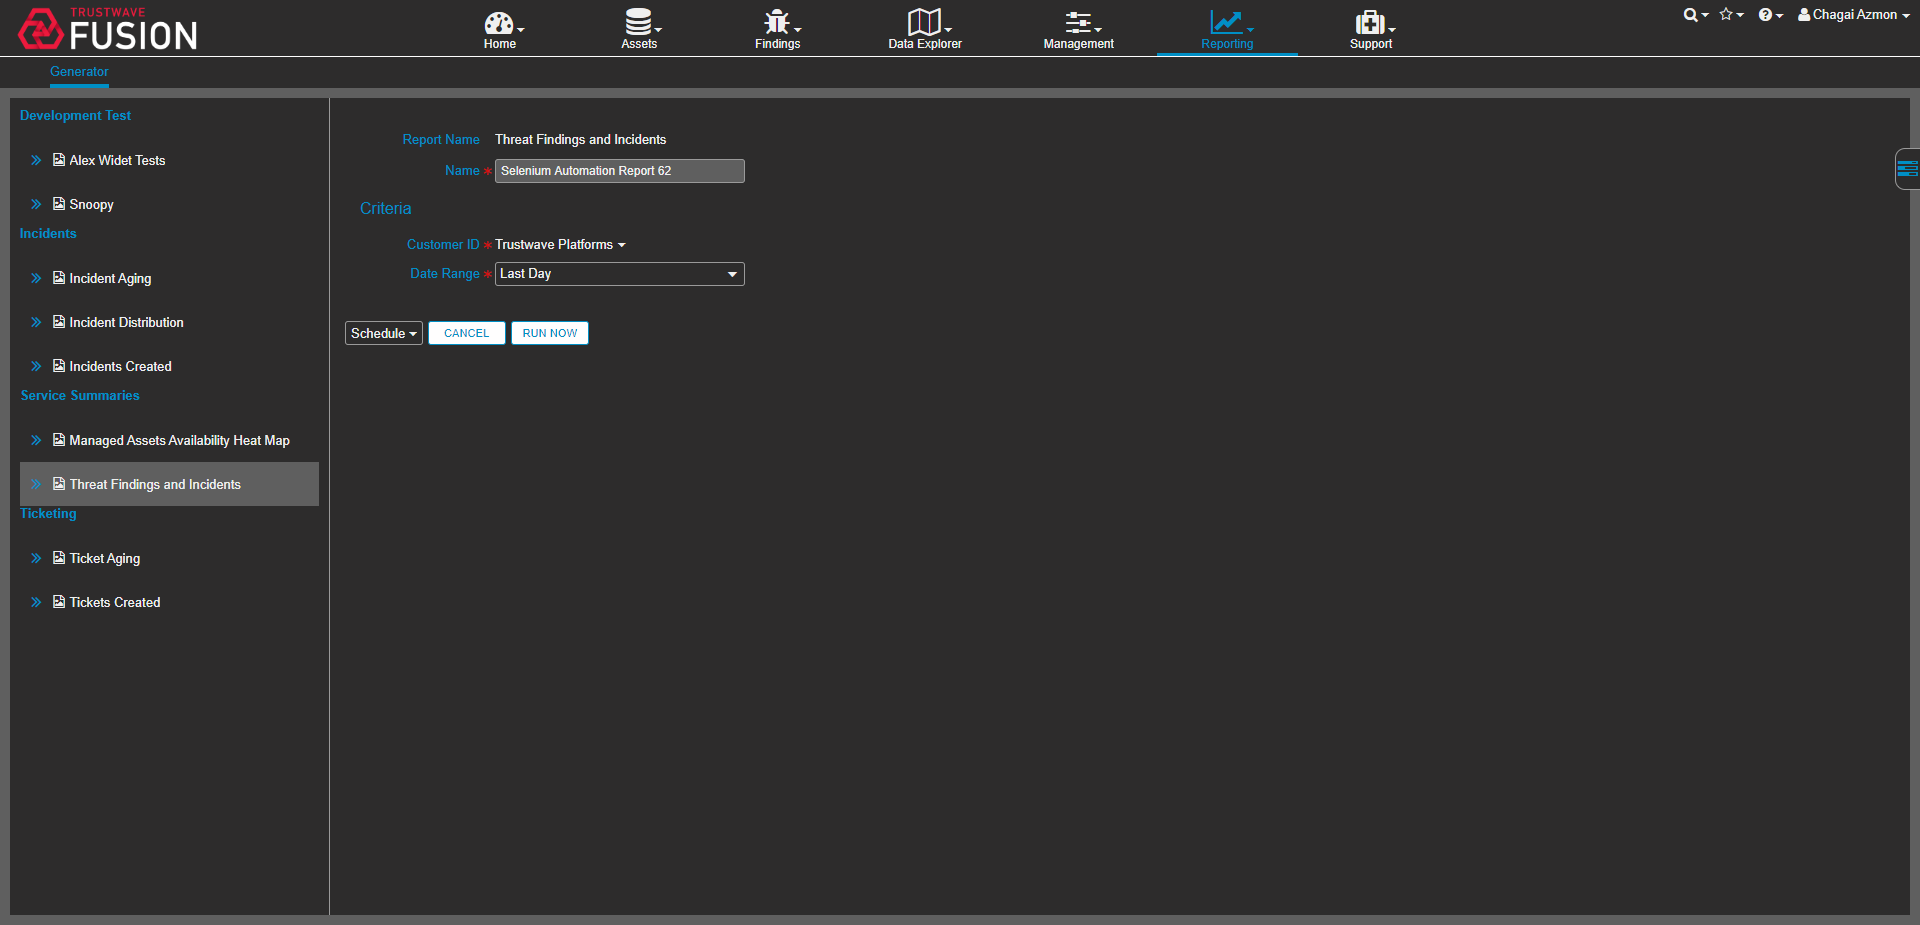 TRUSTWAVE
FUSION
Home
Assets
Findings
Data Explorer
Management
Reporting
Support
Chagai Azmon
Generator
Development Test
Alex Widet Tests
Snoopy
Incidents
Incident Aging
Incident Distribution
Incidents Created
Service Summaries
Managed Assets Availability Heat Map
Threat Findings and Incidents
Ticketing
Ticket Aging
Tickets Created
Report Name Threat Findings and Incidents
Name * Selenium Automation Report 62
Criteria
Customer ID * Trustwave Platforms
Date Range * Last Day
Schedule CANCEL RUN NOW